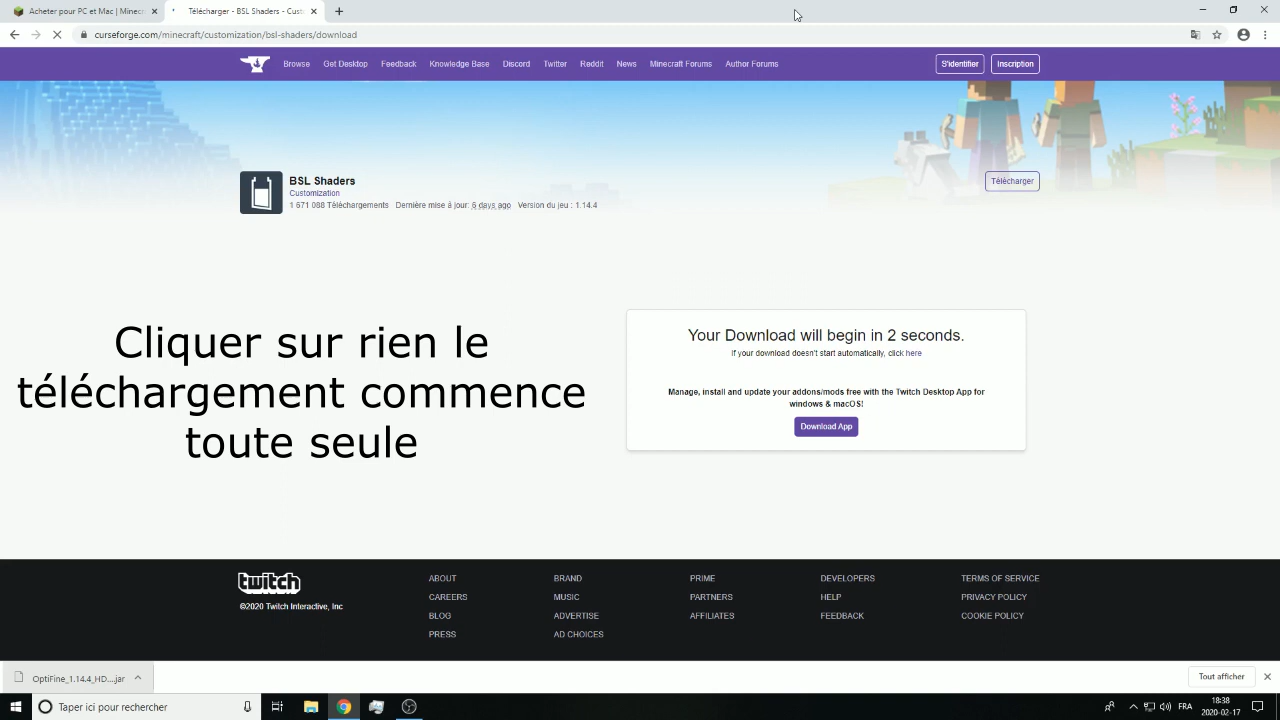 Acheter pour PC et Mac | Minecr
Télécharger - BSL Shaders - Cust
curseforge.com/minecraft/customization/bsl-shaders/download
Browse Get Desktop Feedback Knowledge Base Discord Twitter Reddit News Minecraft Forums Author Forums S'identifier Inscription
BSL Shaders
Télécharger
Customization
1 671 088 Téléchargements Dernière mise à jour: 6 days ago Version du jeu : 1.14.4
Cliquer sur rien le
téléchargement commence
toute seule
Your Download will begin in 2 seconds.
If your download doesn't start automatically, click here
Manage, install and update your addons/mods free with the Twitch Desktop App for
windows & macOS!
Download App
twitch
©2020 Twitch Interactive, Inc
ABOUT BRAND PRIME DEVELOPERS TERMS OF SERVICE
CAREERS MUSIC PARTNERS HELP PRIVACY POLICY
BLOG ADVERTISE AFFILIATES FEEDBACK COOKIE POLICY
PRESS AD CHOICES
OptiFine_1.14.4_HD....jar
Tout afficher
Taper ici pour rechercher
FRA
18:38
2020-02-17